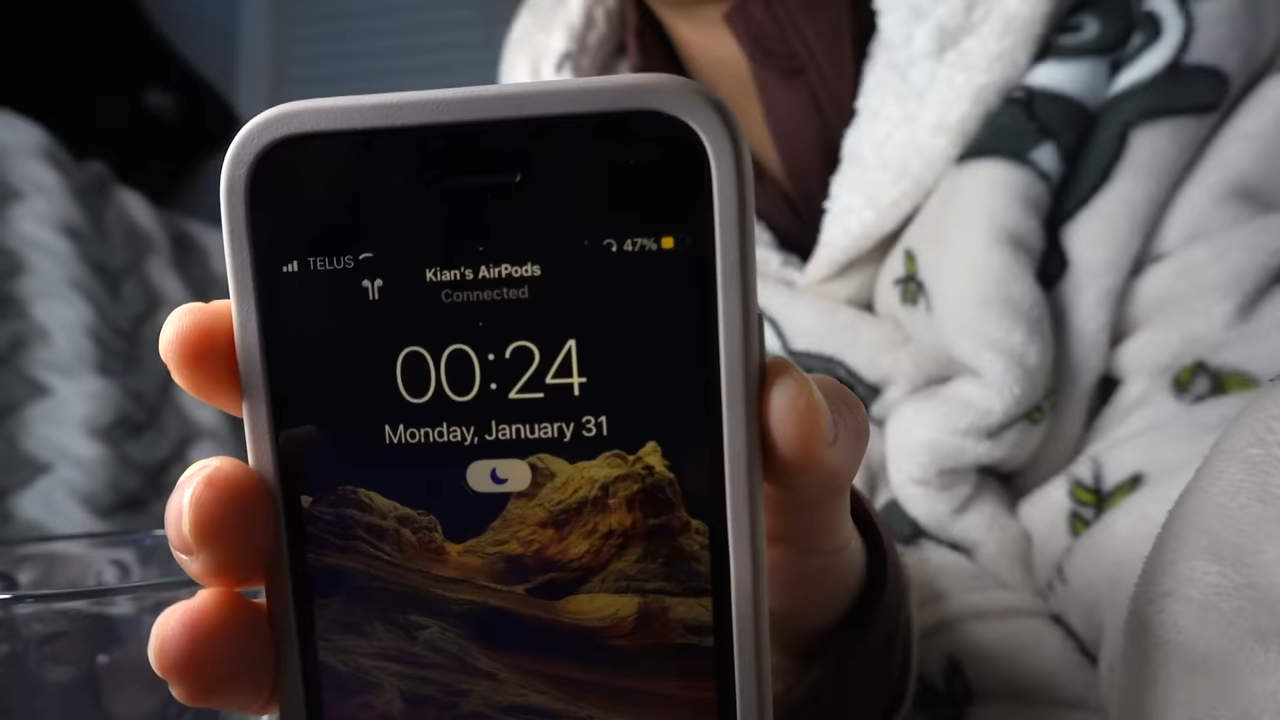 TELUS
47%
Kian's AirPods
Connected
00:24
Monday, January 31